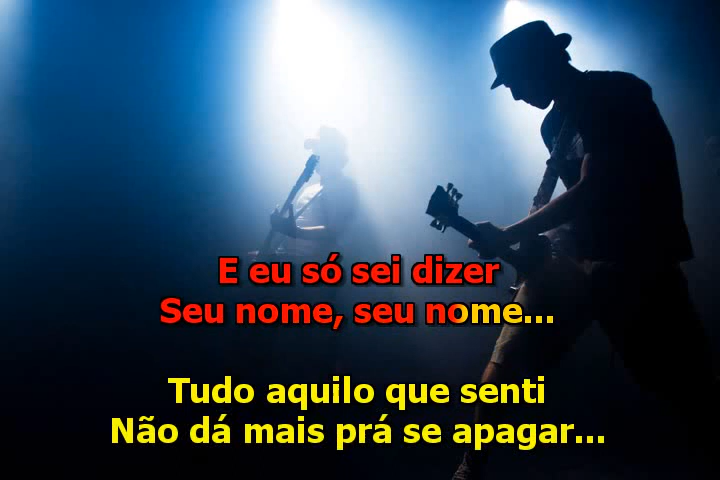 E eu só sei dizer
Seu nome, seu nome...
Tudo aquilo que senti
Não dá mais prá se apagar...